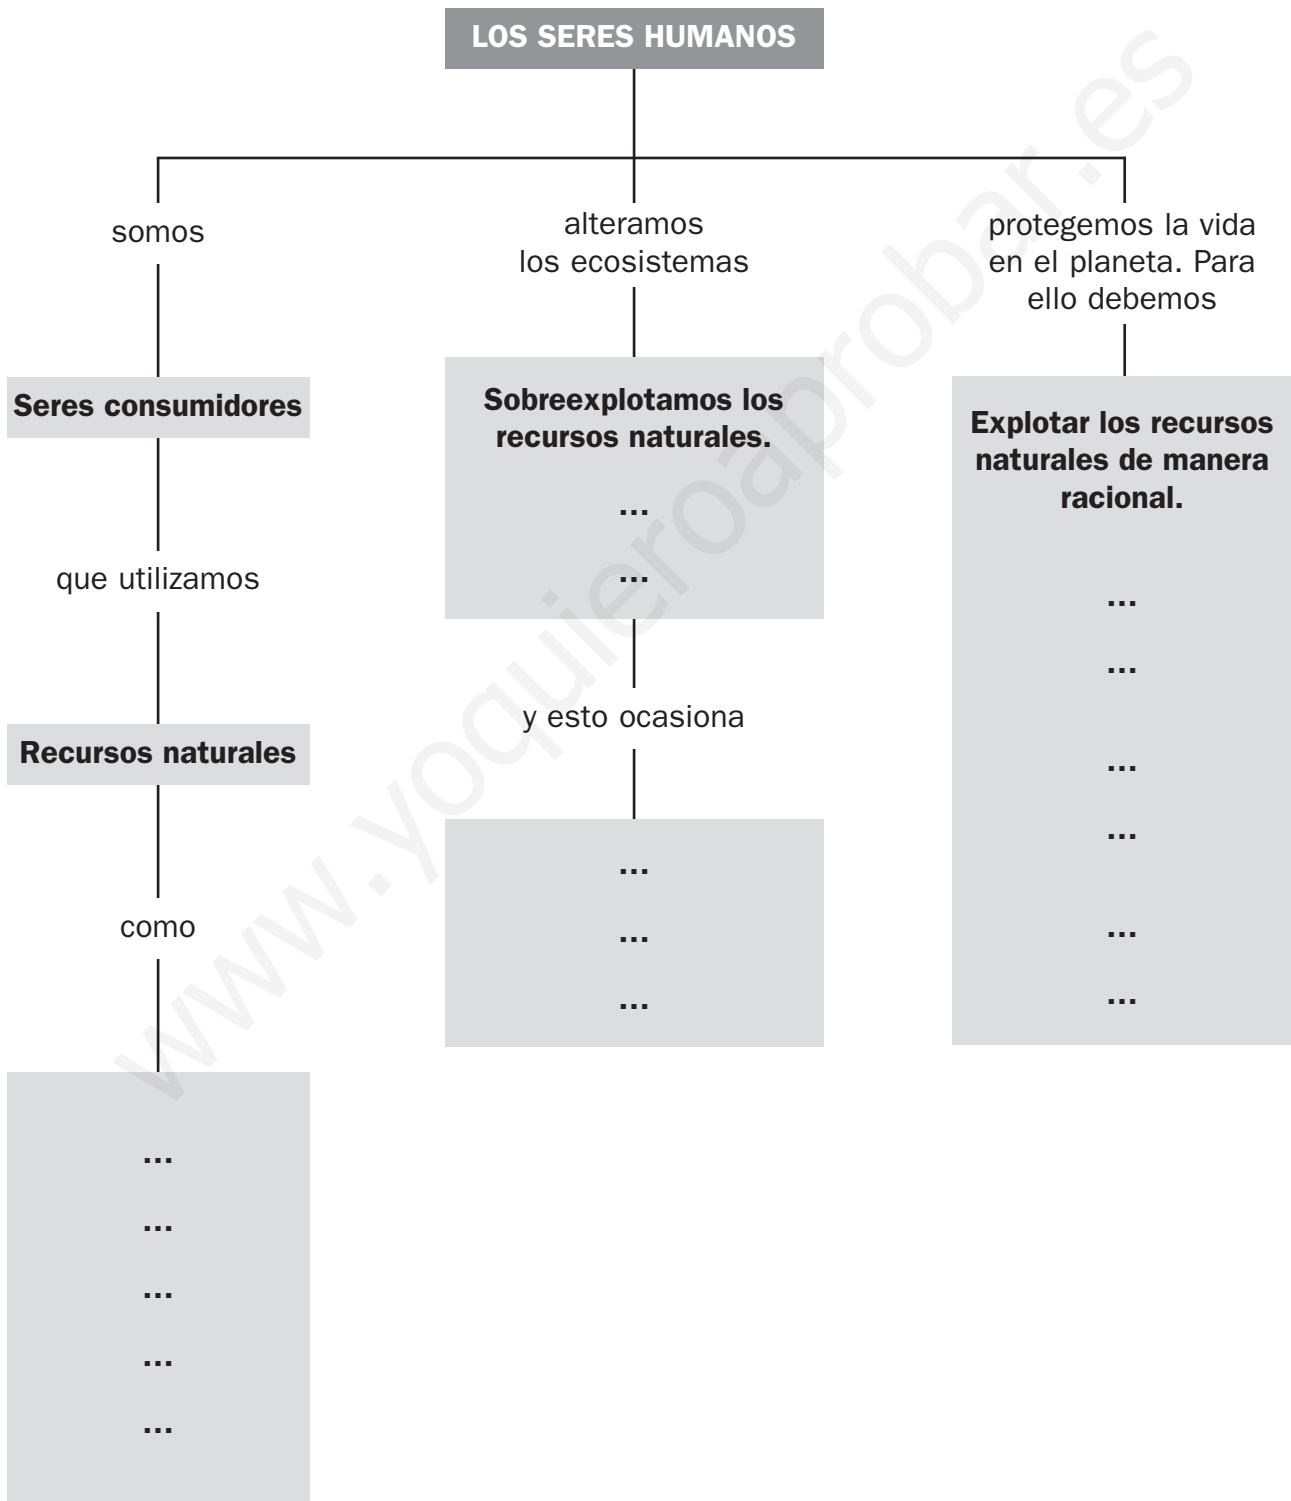 LOS SERES HUMANOS
somos
Seres consumidores
que utilizamos
Recursos naturales
como
...
...
...
...
...
alteramos
los ecosistemas
Sobreexplotamos los
recursos naturales.
...
...
y esto ocasiona
...
...
...
protegemos la vida
en el planeta. Para
ello debemos
Explotar los recursos
naturales de manera
racional.
...
...
...
...
...
...
www.yoquieroaprobar.es